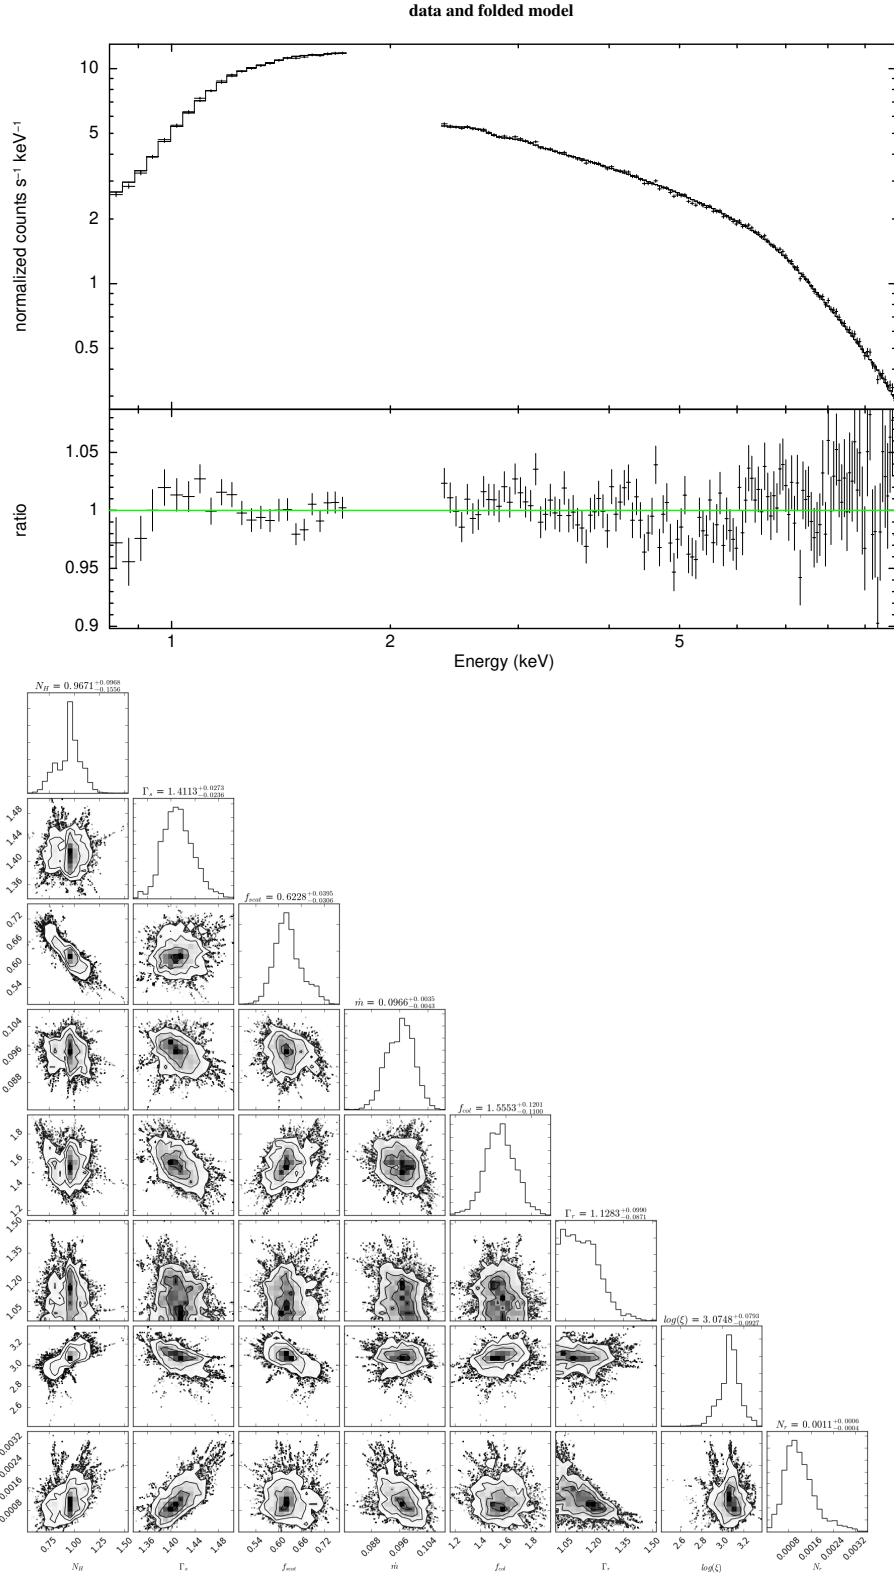 data and folded model
normalized counts s⁻¹ keV⁻¹
10
5
2
1
0.5
ratio
1.05
1
0.95
0.9
1
2
5
Energy (keV)
N_H = 0.9671^{+0.0968}_{-0.1556}
Γ_s = 1.4113^{+0.0273}_{-0.0236}
1.48
1.44
1.40
1.36
f_scat = 0.6228^{+0.0395}_{-0.0306}
0.72
0.66
0.60
0.54
ṁ = 0.0966^{+0.0035}_{-0.0043}
0.104
0.096
0.088
f_col = 1.5553^{+0.1201}_{-0.1100}
1.8
1.6
1.4
1.2
Γ_r = 1.1283^{+0.0990}_{-0.0871}
1.50
1.35
1.20
1.05
log(ξ) = 3.0748^{+0.0793}_{-0.0927}
3.2
3.0
2.8
2.6
N_r = 0.0011^{+0.0006}_{-0.0004}
0.0032
0.0024
0.0016
0.0008
0.75 1.00 1.25 1.50
1.36 1.40 1.44 1.48
0.54 0.60 0.66 0.72
0.088 0.096 0.104
1.2 1.4 1.6 1.8
1.05 1.20 1.35 1.50
2.6 2.8 3.0 3.2
0.0008 0.0016 0.0024 0.0032
N_H Γ_s f_scat ṁ f_col Γ_r log(ξ) N_r